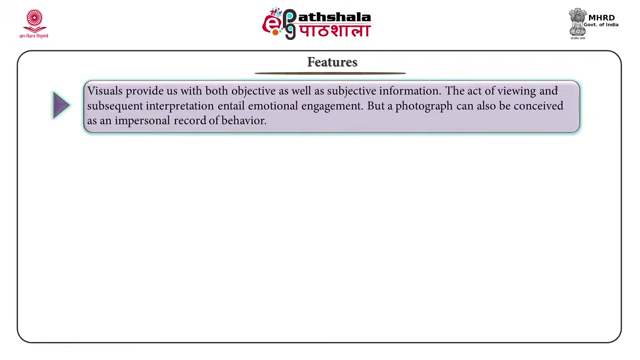 ePathshala
पाठशाला
MHRD
Govt. of India
Features
Visuals provide us with both objective as well as subjective information. The act of viewing and
subsequent interpretation entail emotional engagement. But a photograph can also be conceived
as an impersonal record of behavior.